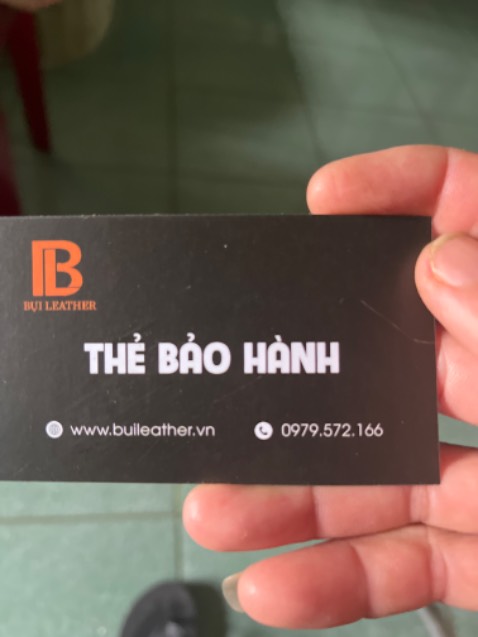 B
BỤI LEATHER
THẺ BẢO HÀNH
www.buileather.vn
0979.572.166